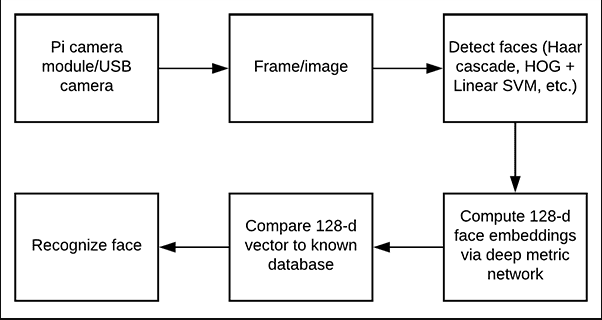 Pi camera
module/USB
camera
Frame/image
Detect faces (Haar
cascade, HOG +
Linear SVM, etc.)
Compute 128-d
face embeddings
via deep metric
network
Compare 128-d
vector to known
database
Recognize face